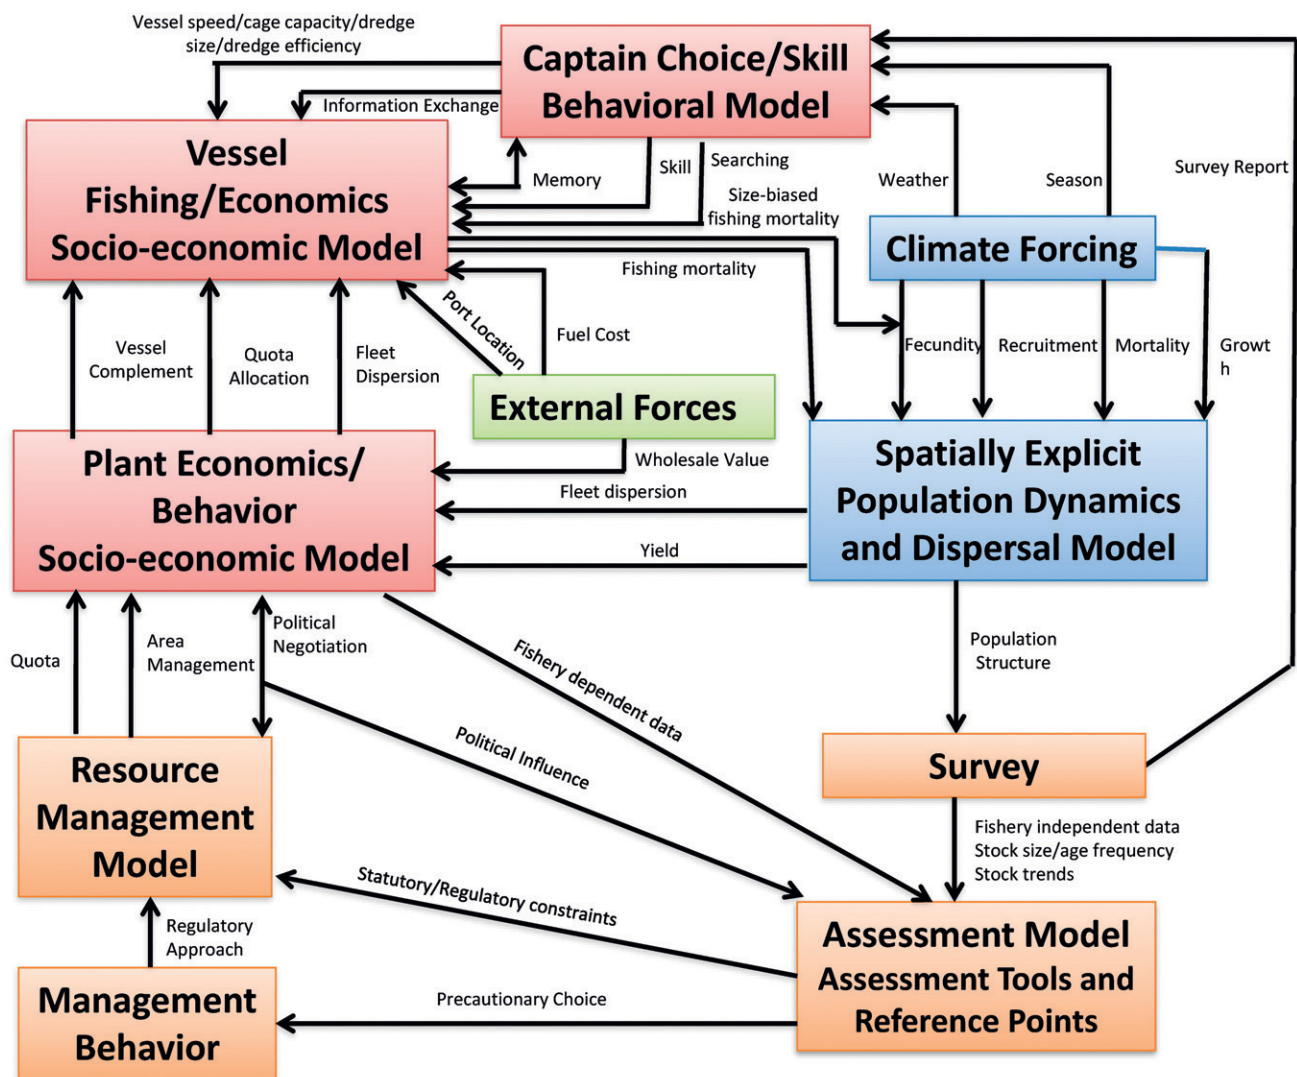 Vessel speed/cage capacity/dredge
size/dredge efficiency
Captain Choice/Skill
Behavioral Model
Information Exchange
Vessel
Fishing/Economics
Socio-economic Model
Memory
Skill
Searching
Size-biased
fishing mortality
Weather
Season
Survey Report
Climate Forcing
Fishing mortality
Port Location
Fuel Cost
Fecundity
Recruitment
Mortality
Growt
h
Vessel
Complement
Quota
Allocation
Fleet
Dispersion
External Forces
Wholesale Value
Plant Economics/
Behavior
Socio-economic Model
Fleet dispersion
Yield
Spatially Explicit
Population Dynamics
and Dispersal Model
Quota
Area
Management
Political
Negotiation
Fishery dependent data
Political Influence
Population
Structure
Resource
Management
Model
Survey
Fishery independent data
Stock size/age frequency
Stock trends
Statutory/Regulatory constraints
Regulatory
Approach
Assessment Model
Assessment Tools and
Reference Points
Management
Behavior
Precautionary Choice